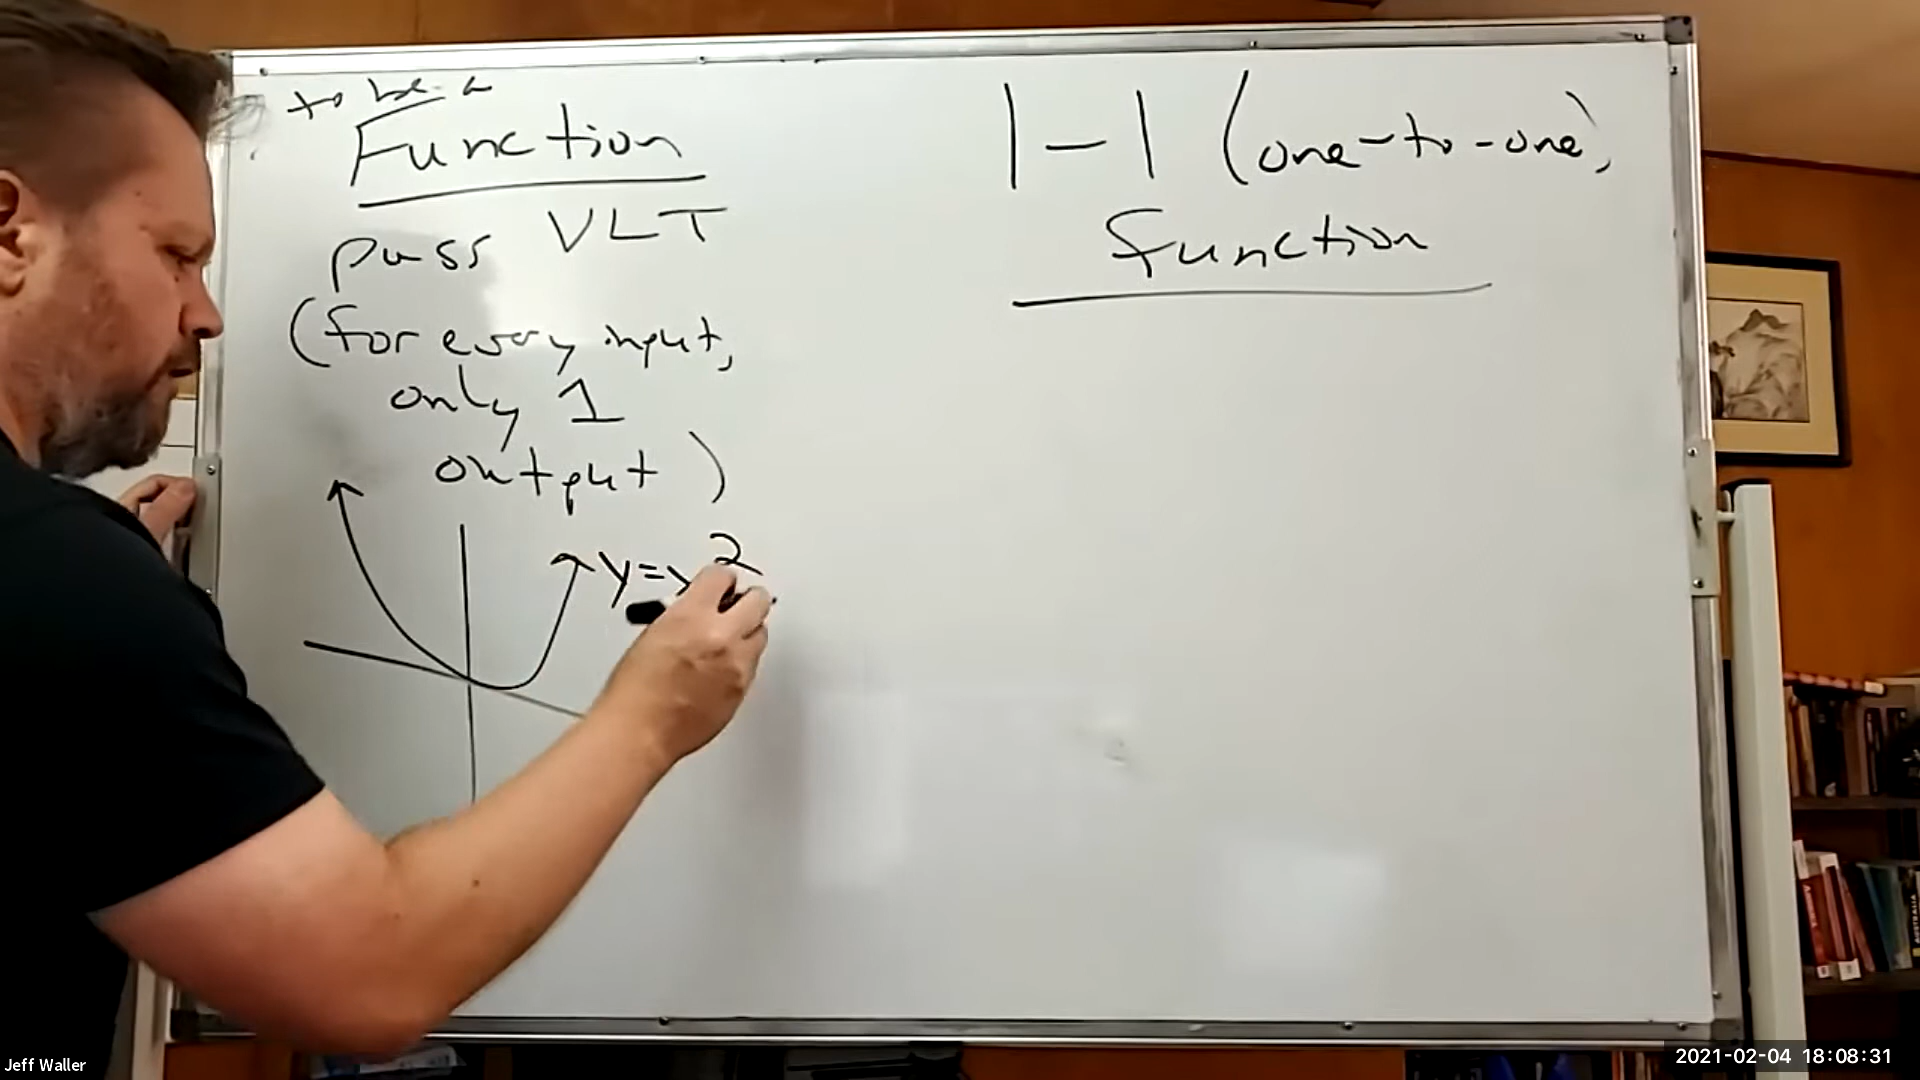 to be a
Function
pass VLT
(for every input,
only 1
output)
y=x²
1-1 (one-to-one)
function
Jeff Waller
2021-02-04 18:08:31